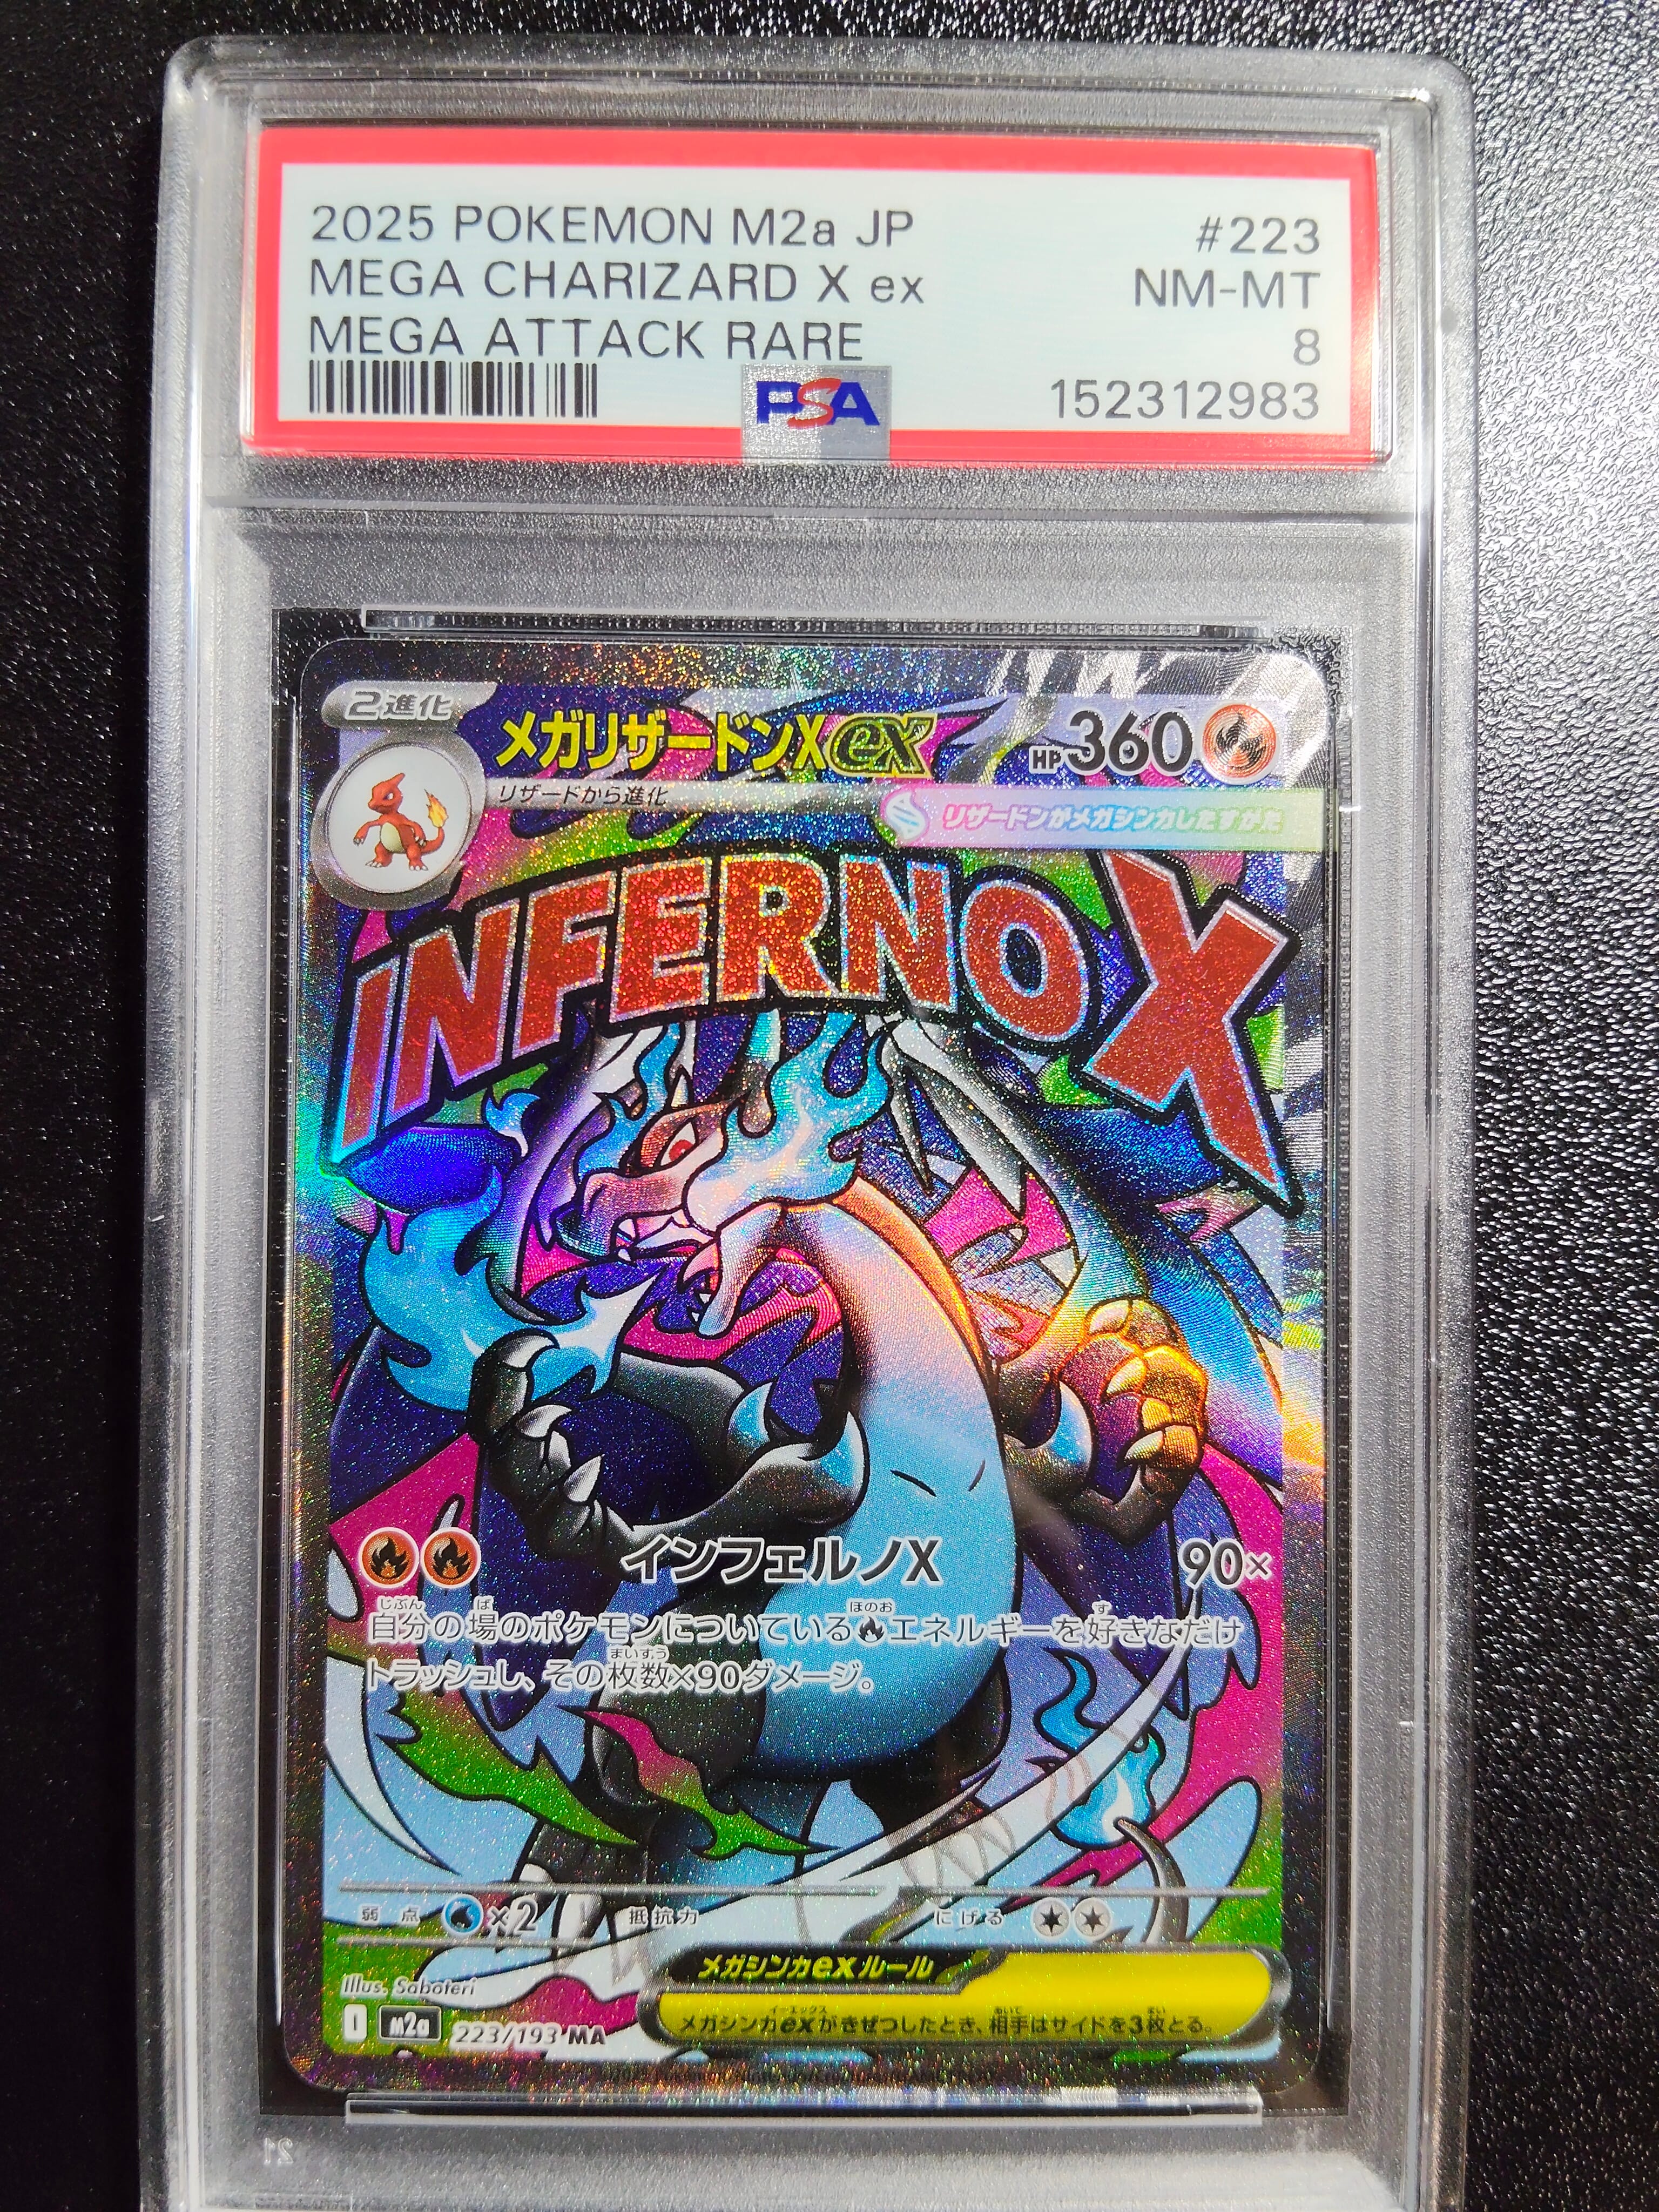 2025 POKEMON M2a JP #223
MEGA CHARIZARD X ex NM-MT
MEGA ATTACK RARE 8
PSA 152312983
2進化
メガリザードンXex HP360
リザードから進化
リザードンがメガシンカしたすがた
INFERNO X
インフェルノX 90×
自分の場のポケモンについているエネルギーを好きなだけ
トラッシュし、その枚数×90ダメージ。
弱点 ×2 抵抗力 にげる
メガシンカexルール
メガシンカexがきぜつしたとき、相手はサイドを3枚とる。
Illus. Saboteri
I M2a 223/193 MA